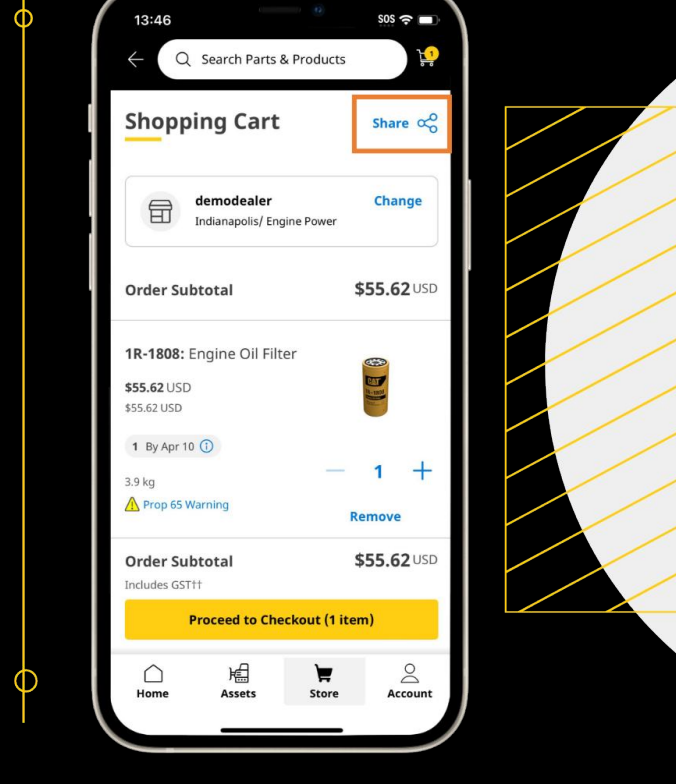 13:46
SOS
Search Parts & Products
1
Shopping Cart
Share
demodealer
Change
Indianapolis/ Engine Power
Order Subtotal
$55.62 USD
1R-1808: Engine Oil Filter
$55.62 USD
$55.62 USD
CAT
1R-1808
1 By Apr 10
1
3.9 kg
Prop 65 Warning
Remove
Order Subtotal
$55.62 USD
Includes GST††
Proceed to Checkout (1 item)
Home
Assets
Store
Account